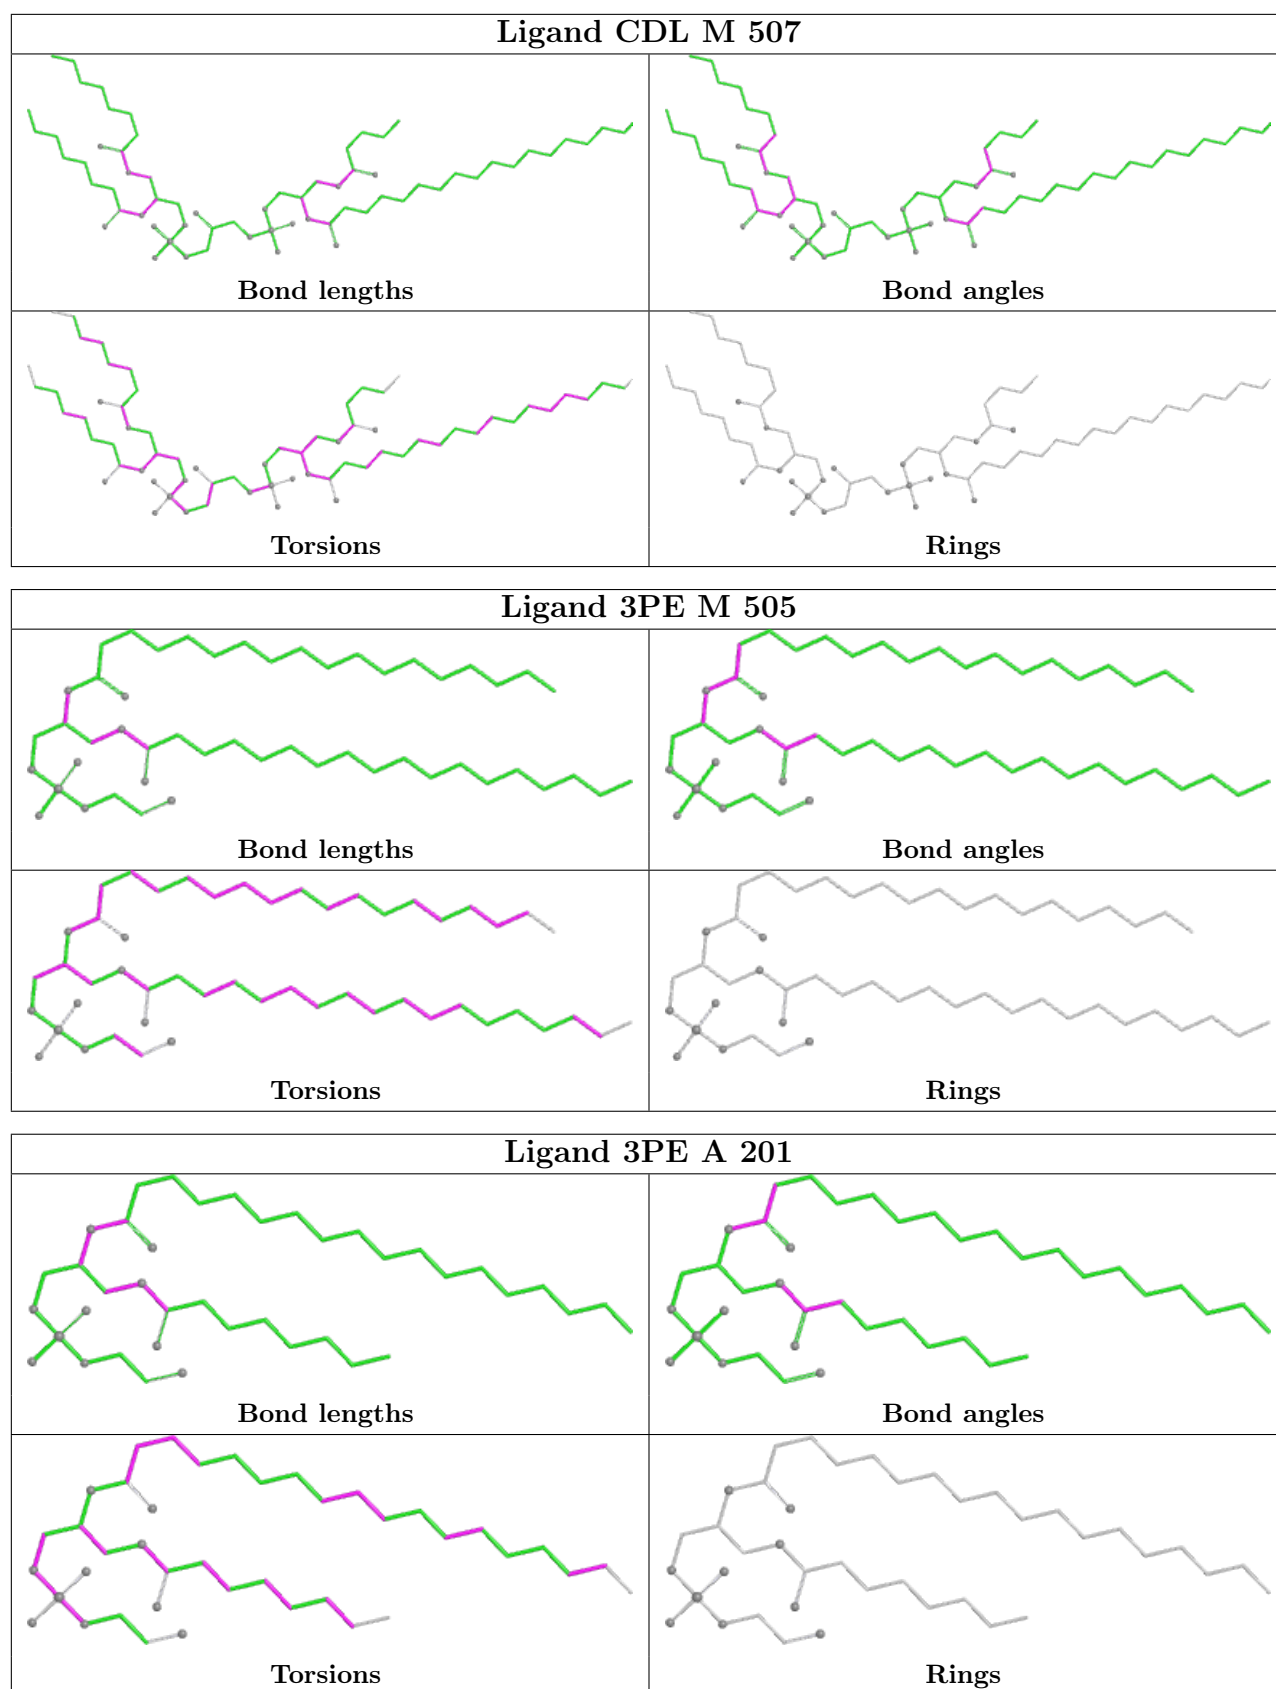 Ligand CDL M 507
Bond lengths
Bond angles
Torsions
Rings
Ligand 3PE M 505
Bond lengths
Bond angles
Torsions
Rings
Ligand 3PE A 201
Bond lengths
Bond angles
Torsions
Rings